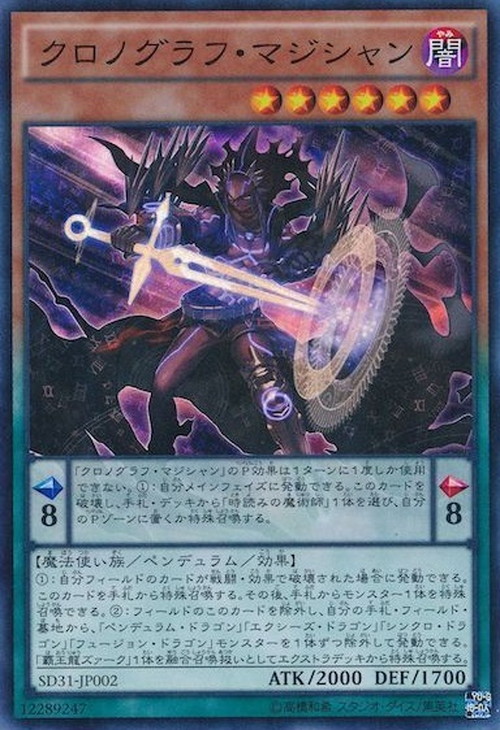 クロノグラフ・マジシャン
闇
8
8
「クロノグラフ・マジシャン」のP効果は1ターンに1度しか使用
できない。①:自分メインフェイズに発動できる。このカードを
破壊し、手札・デッキから「時読みの魔術師」1体を選び、自分
のPゾーンに置くか特殊召喚する。
【魔法使い族／ペンデュラム／効果】
①:自分フィールドのカードが戦闘・効果で破壊された場合に発動できる。
このカードを手札から特殊召喚する。その後、手札からモンスター1体を特殊
召喚できる。②:フィールドのこのカードを除外し、自分の手札・フィールド・
墓地から、「ペンデュラム・ドラゴン」「エクシーズ・ドラゴン」「シンクロ・ドラ
ゴン」「フュージョン・ドラゴン」モンスターを1体ずつ除外して発動できる。
「覇王龍ズァーク」1体を融合召喚扱いとしてエクストラデッキから特殊召喚する。
SD31-JP002 ATK/2000 DEF/1700
12289247 ©高橋和希 スタジオ・ダイス/集英社